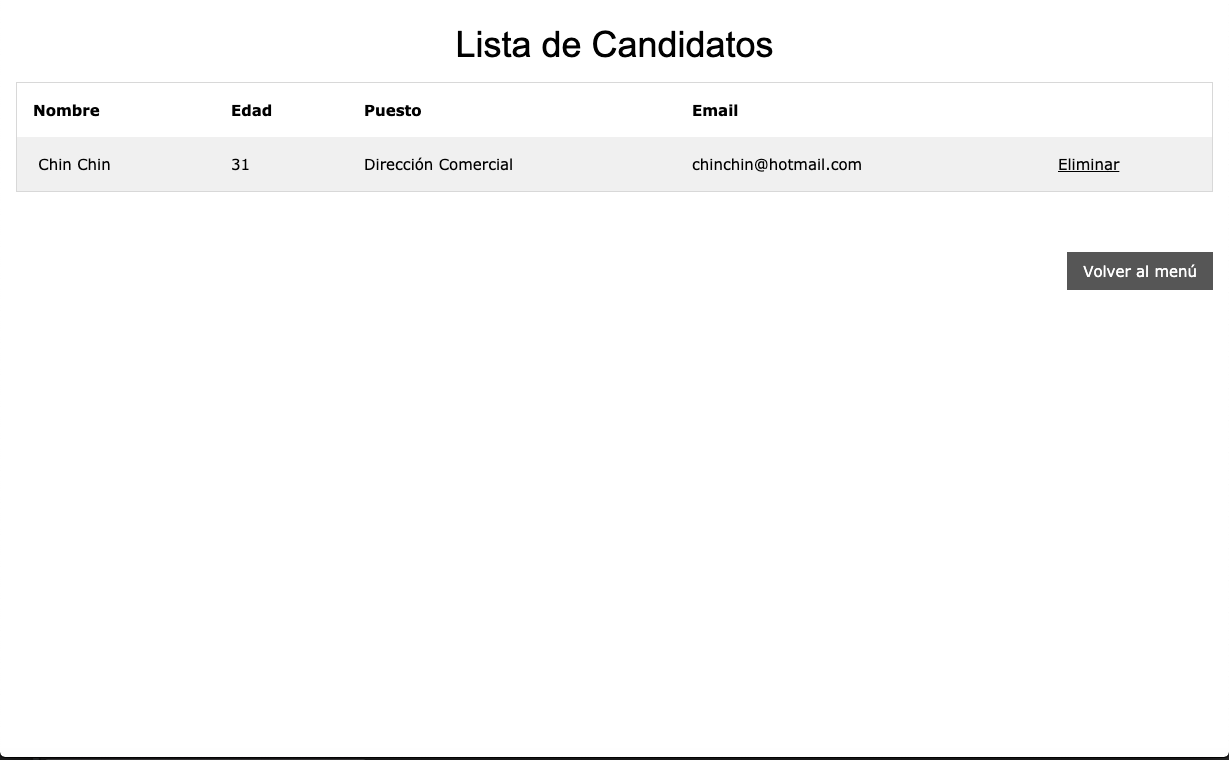 Lista de Candidatos
Nombre Edad Puesto Email
Chin Chin 31 Dirección Comercial chinchin@hotmail.com Eliminar
Volver al menú